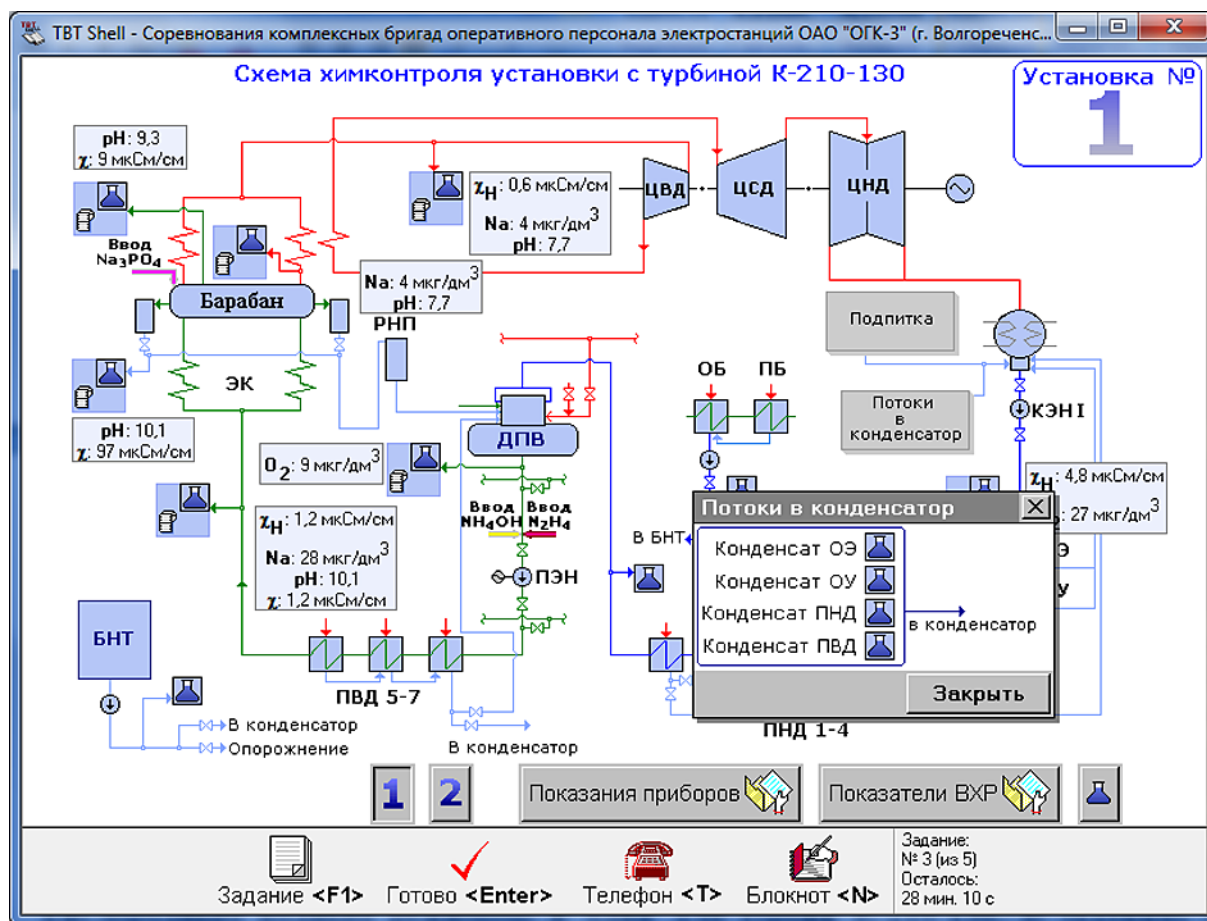 TBT Shell - Соревнования комплексных бригад оперативного персонала электростанций ОАО "ОГК-3" (г. Волгореченс...
Схема химконтроля установки с турбиной К-210-130
Установка №
1
pH: 9,3
χ: 9 мкСм/см
χH: 0,6 мкСм/см
Na: 4 мкг/дм3
pH: 7,7
ЦВД
ЦСД
ЦНД
Ввод
Na3PO4
Барабан
Na: 4 мкг/дм3
pH: 7,7
РНП
Подпитка
ОБ
ПБ
ЭК
Потоки
в
конденсатор
КЭН I
pH: 10,1
χ: 97 мкСм/см
ДПВ
O2: 9 мкг/дм3
χH: 4,8 мкСм/см
: 27 мкг/дм3
Ввод
NH4OH
Ввод
N2H4
χH: 1,2 мкСм/см
Na: 28 мкг/дм3
pH: 10,1
χ: 1,2 мкСм/см
ПЭН
В БНТ
Потоки в конденсатор
Конденсат ОЭ
Конденсат ОУ
Конденсат ПНД
Конденсат ПВД
в конденсатор
Закрыть
Э
У
БНТ
ПВД 5-7
ПНД 1-4
В конденсатор
Опорожнение
В конденсатор
1
2
Показания приборов
Показатели ВХР
Задание <F1>
Готово <Enter>
Телефон <T>
Блокнот <N>
Задание:
№ 3 (из 5)
Осталось:
28 мин. 10 с